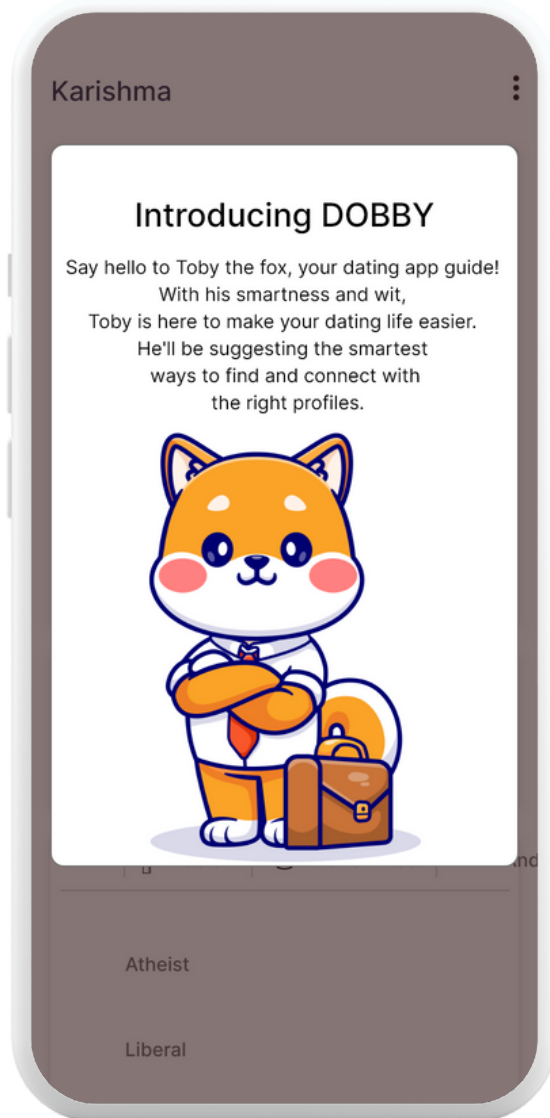 Karishma
Introducing DOBBY
Say hello to Toby the fox, your dating app guide!
With his smartness and wit,
Toby is here to make your dating life easier.
He'll be suggesting the smartest
ways to find and connect with
the right profiles.
Atheist
Liberal